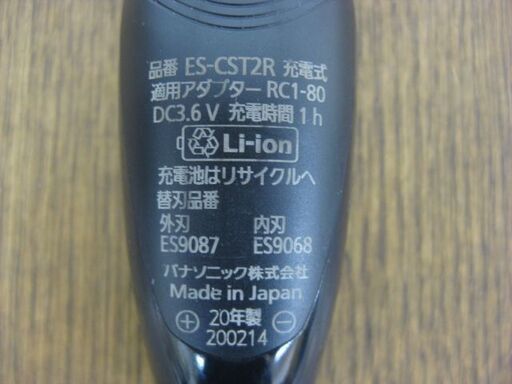 品番 ES-CST2R 充電式
適用アダプター RC1-80
DC3.6V 充電時間1h
Li-ion
充電池はリサイクルへ
替刃品番
外刃 内刃
ES9087 ES9068
パナソニック株式会社
Made in Japan
20年製
200214